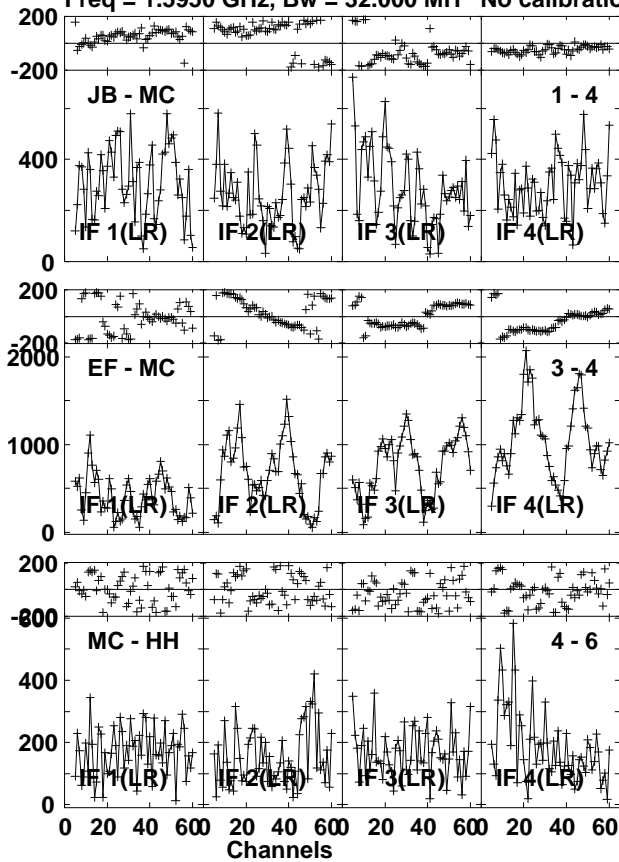 Freq = 1.5950 GHz, Bw = 32.000 MH No calibratio
200
-200
JB - MC
1 - 4
400
0
IF 1(LR)
IF 2(LR)
IF 3(LR)
IF 4(LR)
200
-200
2000
EF - MC
3 - 4
1000
0
IF 1(LR)
IF 2(LR)
IF 3(LR)
IF 4(LR)
200
-200
600
MC - HH
4 - 6
400
200
0
IF 1(LR)
IF 2(LR)
IF 3(LR)
IF 4(LR)
0 20 40 60 0 20 40 60 0 20 40 60 0 20 40 60
Channels